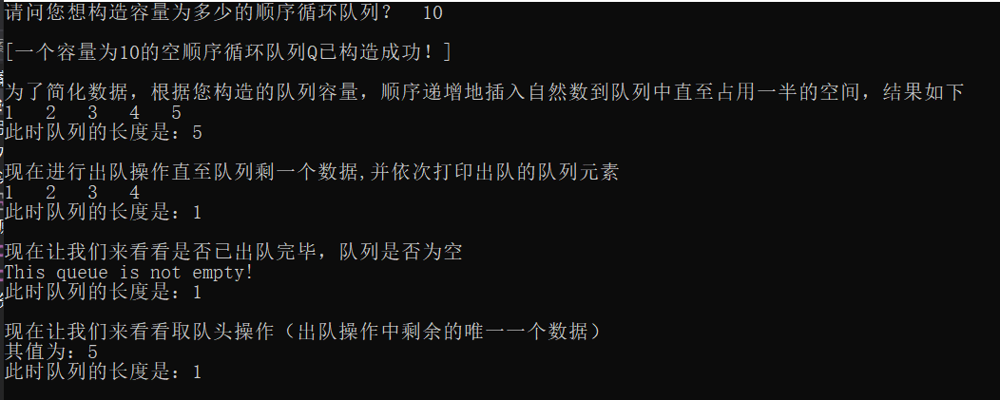 请问您想构造容量为多少的顺序循环队列？ 10
[一个容量为10的空顺序循环队列Q已构造成功！]
为了简化数据，根据您构造的队列容量，顺序递增地插入自然数到队列中直至占用一半的空间，结果如下
1 2 3 4 5
此时队列的长度是：5
现在进行出队操作直至队列剩一个数据,并依次打印出队的队列元素
1 2 3 4
此时队列的长度是：1
现在让我们来看看是否已出队完毕，队列是否为空
This queue is not empty!
此时队列的长度是：1
现在让我们来看看取队头操作（出队操作中剩余的唯一一个数据）
其值为：5
此时队列的长度是：1